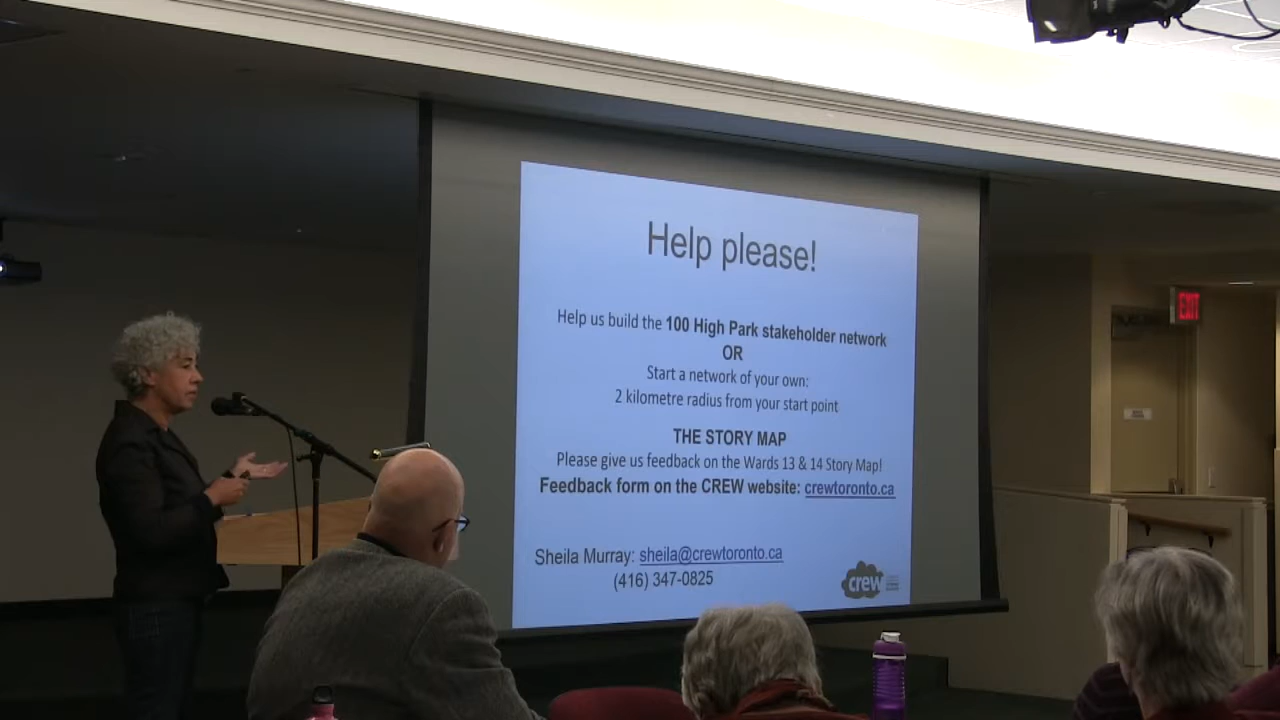 Help please!
Help us build the 100 High Park stakeholder network
OR
Start a network of your own:
2 kilometre radius from your start point
THE STORY MAP
Please give us feedback on the Wards 13 & 14 Story Map!
Feedback form on the CREW website: crewtoronto.ca
Sheila Murray: sheila@crewtoronto.ca
(416) 347-0825
crew
EXIT